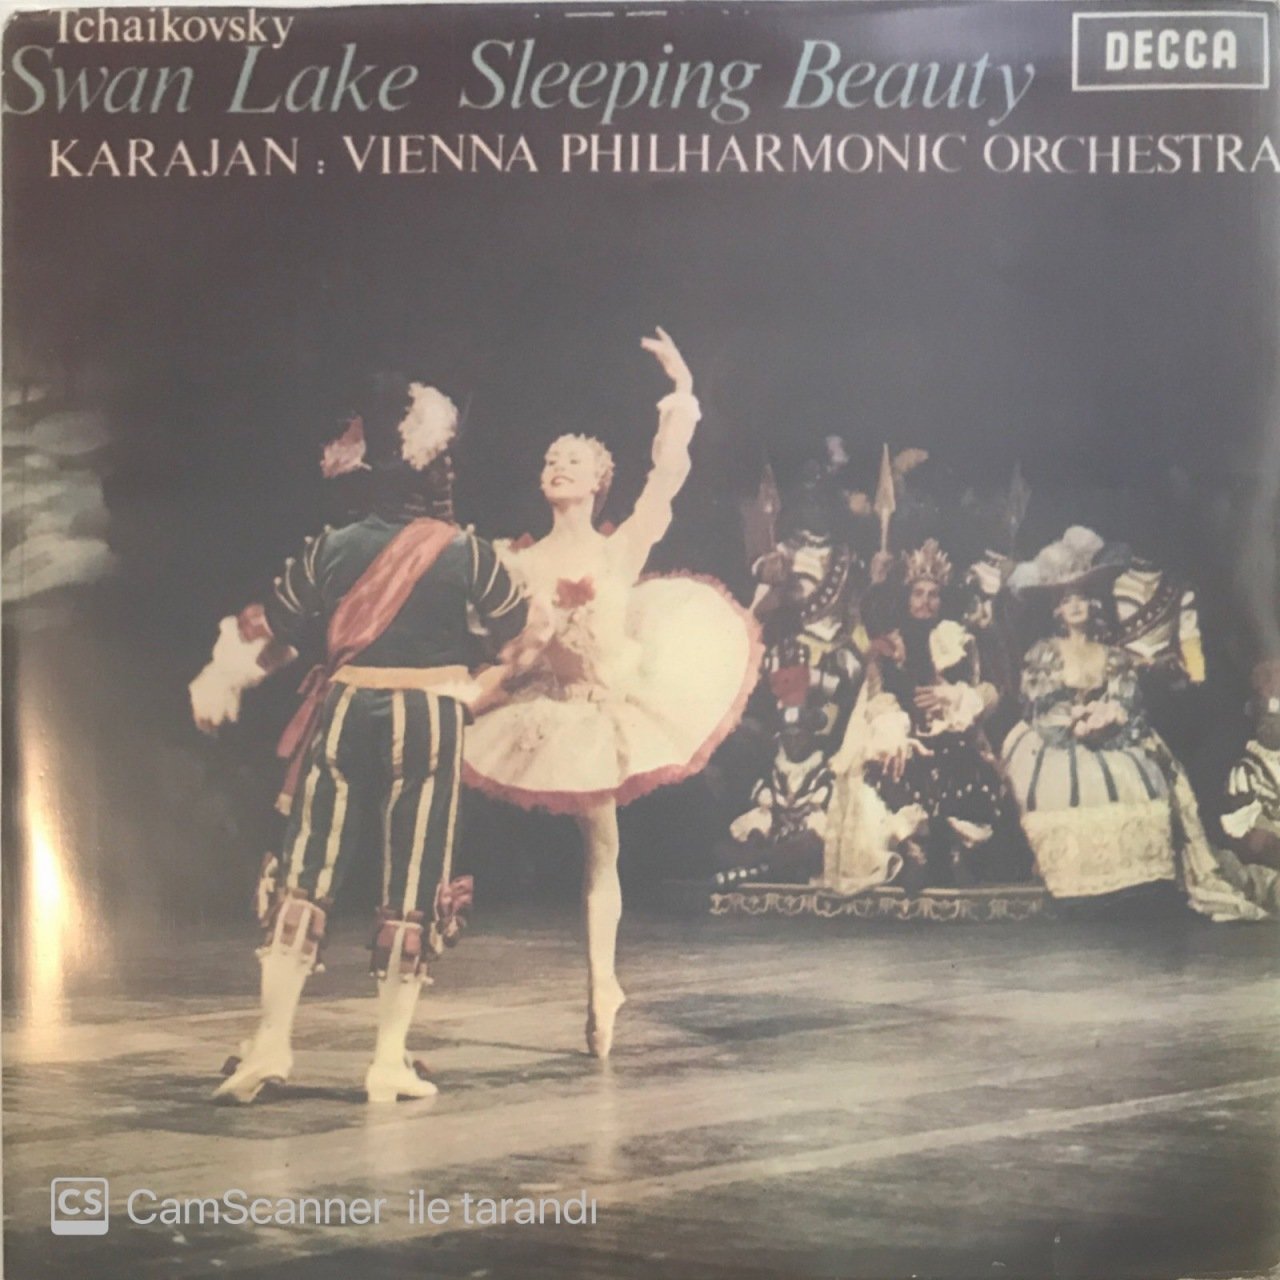 Tchaikovsky
DECCA
Swan Lake Sleeping Beauty
KARAJAN : VIENNA PHILHARMONIC ORCHESTRA
CS CamScanner ile tarandı